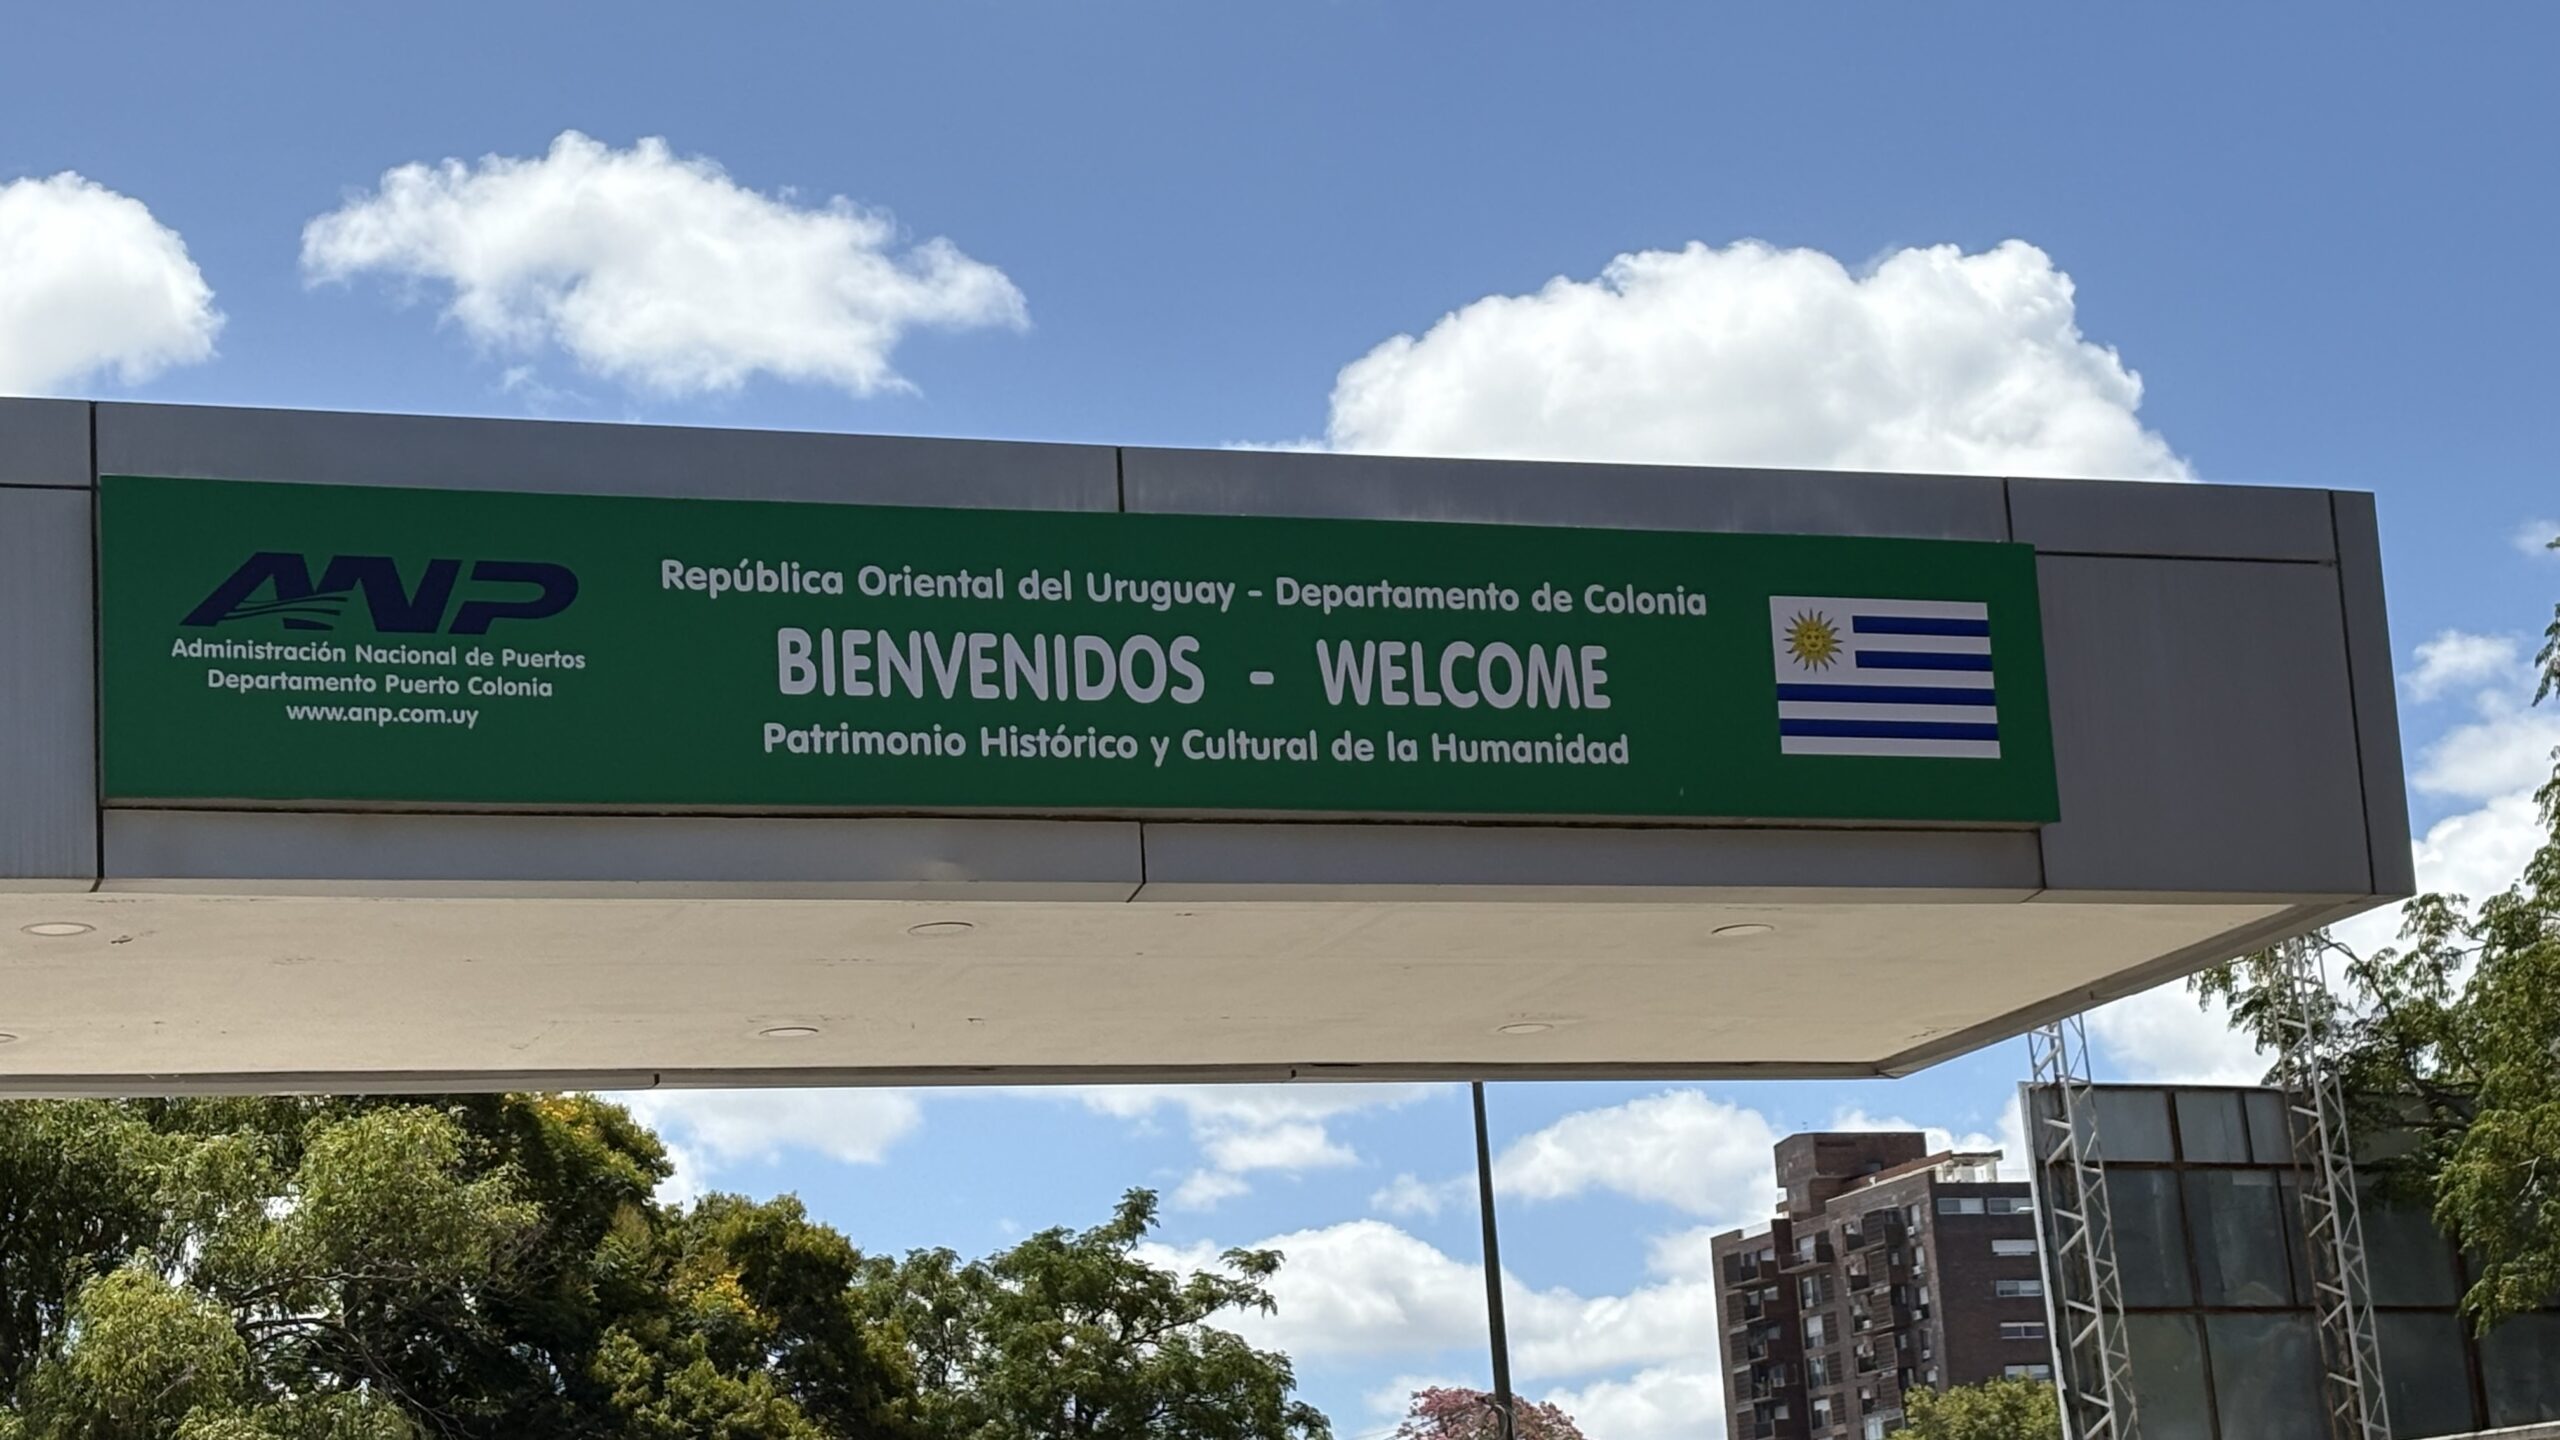 ANP
Administración Nacional de Puertos
Departamento Puerto Colonia
www.anp.com.uy
República Oriental del Uruguay - Departamento de Colonia
BIENVENIDOS - WELCOME
Patrimonio Histórico y Cultural de la Humanidad